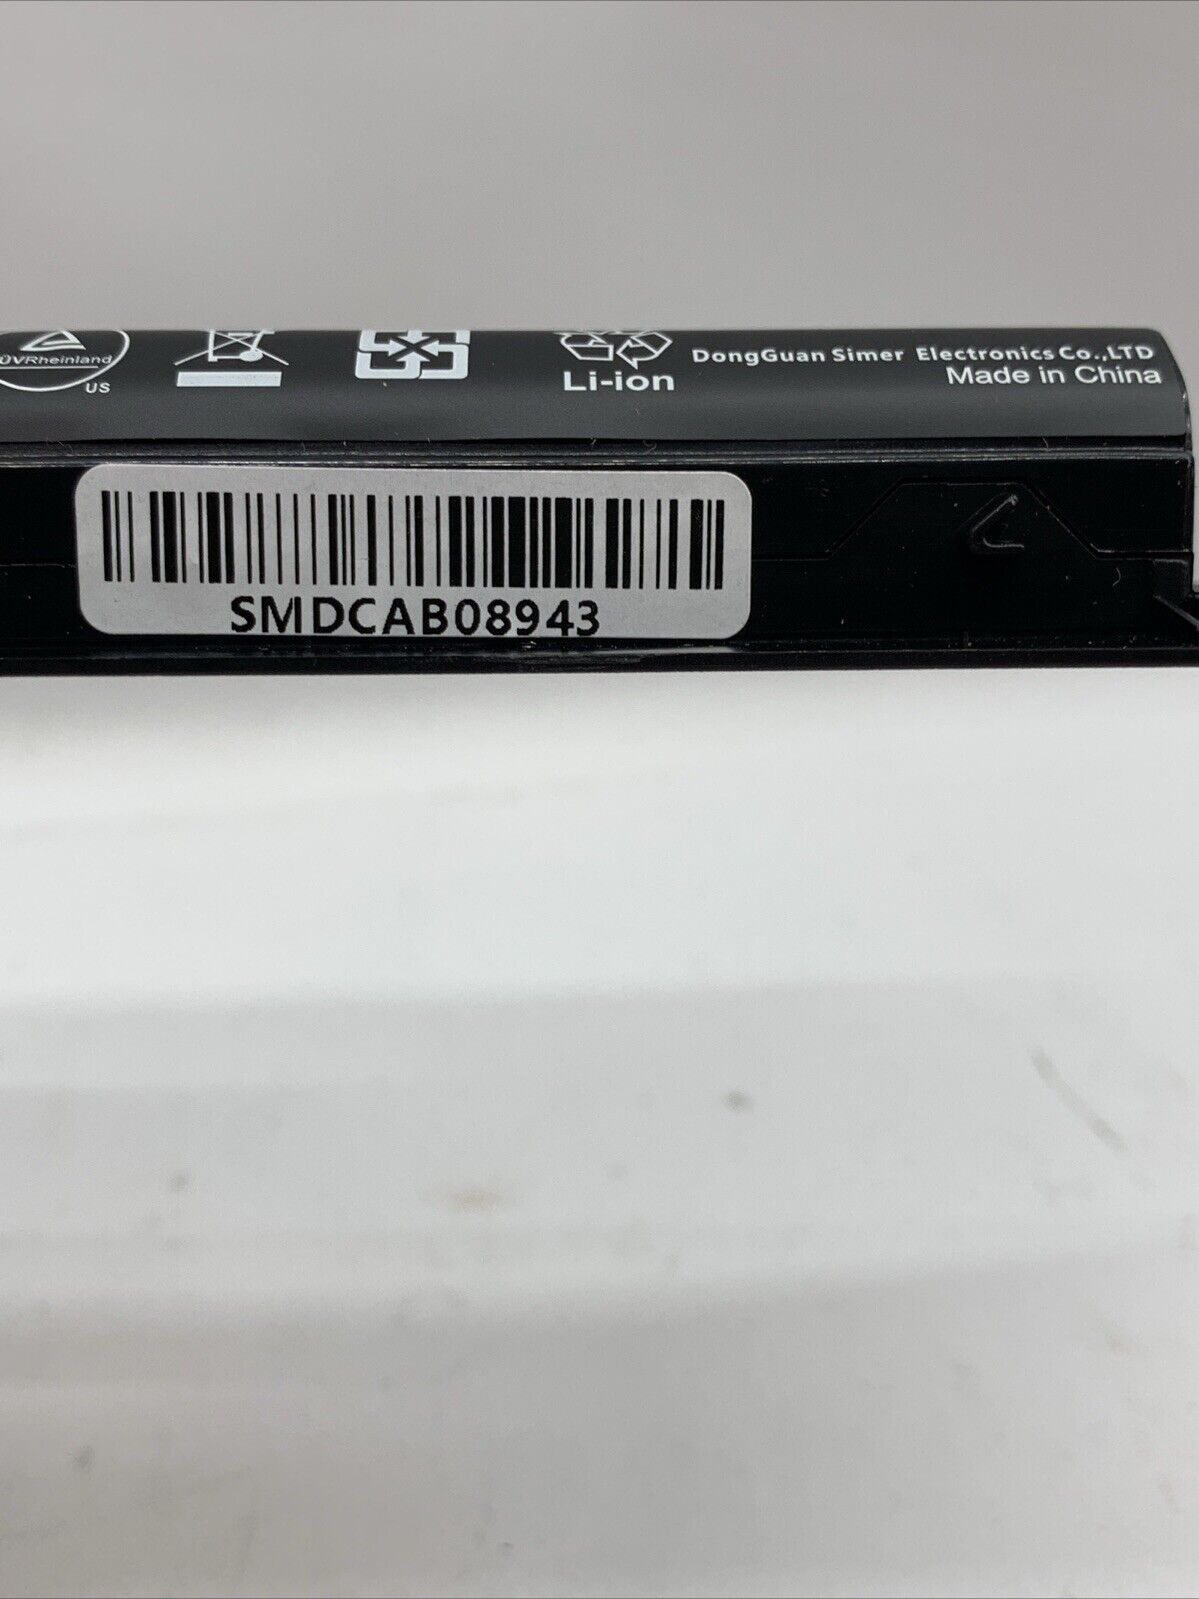 ÜVRheinland
US
Li-ion
DongGuan Simer Electronics Co.,LTD
Made in China
SMDCAB08943